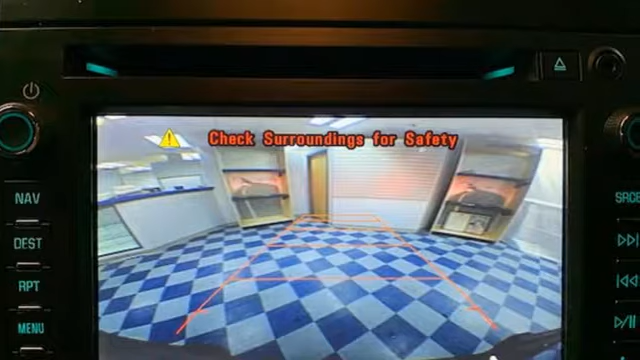 Check Surroundings for Safety
NAV
DEST
RPT
MENU
SRCE